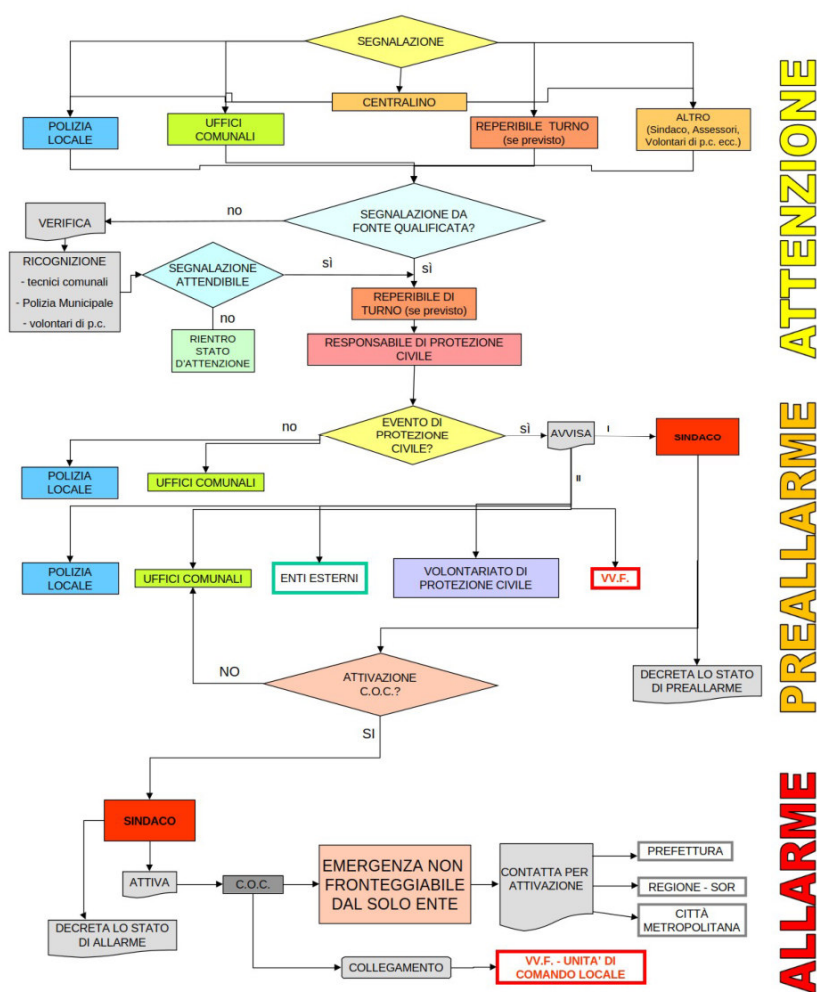 SEGNALAZIONE
CENTRALINO
POLIZIA
LOCALE
UFFICI
COMUNALI
REPERIBILE TURNO
(se previsto)
ALTRO
(Sindaco, Assessori,
Volontari di p.c. ecc.)
ATTENZIONE
no
SEGNALAZIONE DA
FONTE QUALIFICATA?
VERIFICA
RICOGNIZIONE
- tecnici comunali
- Polizia Municipale
- volontari di p.c.
SEGNALAZIONE
ATTENDIBILE
sì
sì
no
RIENTRO
STATO
D'ATTENZIONE
REPERIBILE DI
TURNO (se previsto)
RESPONSABILE DI PROTEZIONE
CIVILE
PREALLARME
no
EVENTO DI
PROTEZIONE
CIVILE?
sì
AVVISA
I
SINDACO
II
POLIZIA
LOCALE
UFFICI COMUNALI
POLIZIA
LOCALE
UFFICI COMUNALI
ENTI ESTERNI
VOLONTARIATO DI
PROTEZIONE CIVILE
VV.F.
NO
ATTIVAZIONE
C.O.C.?
DECRETA LO STATO
DI PREALLARME
SI
ALLARME
SINDACO
ATTIVA
C.O.C.
DECRETA LO STATO
DI ALLARME
EMERGENZA NON
FRONTEGGIABILE
DAL SOLO ENTE
CONTATTA PER
ATTIVAZIONE
PREFETTURA
REGIONE - SOR
CITTÀ
METROPOLITANA
COLLEGAMENTO
VV.F. - UNITA' DI
COMANDO LOCALE